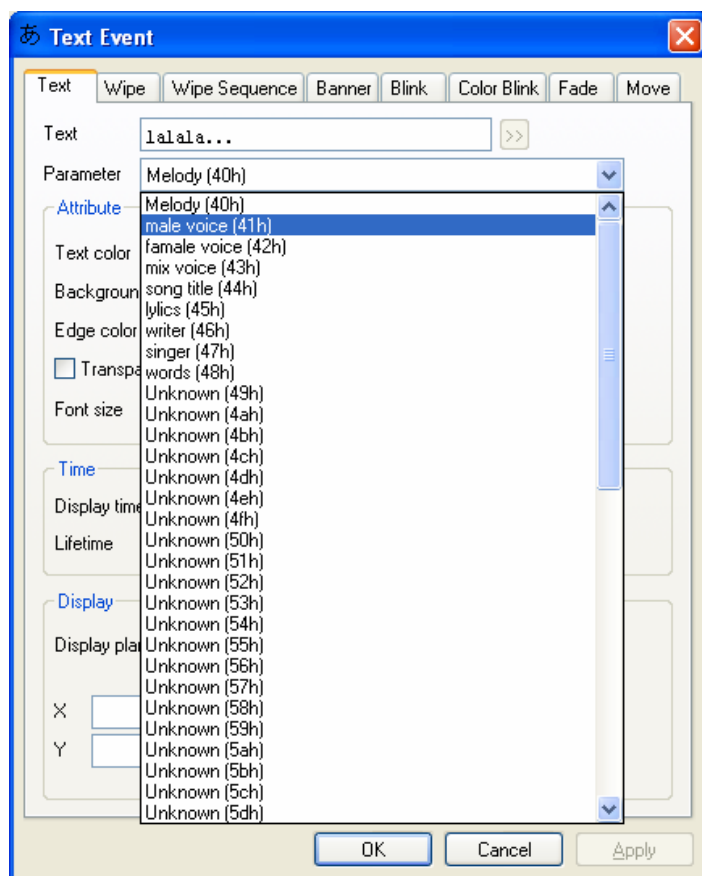 あ Text Event
Text Wipe Wipe Sequence Banner Blink Color Blink Fade Move
Text lalala... >>
Parameter Melody (40h)
Melody (40h)
Attribute
male voice (41h)
famale voice (42h)
Text color
mix voice (43h)
song title (44h)
lylics (45h)
writer (46h)
Edge color
singer (47h)
words (48h)
Unknown (49h)
Font size
Unknown (4ah)
Unknown (4bh)
Unknown (4ch)
Time
Unknown (4dh)
Unknown (4eh)
Display time
Unknown (4fh)
Unknown (50h)
Lifetime
Unknown (51h)
Unknown (52h)
Display
Unknown (53h)
Unknown (54h)
Unknown (55h)
Display
Unknown (56h)
Unknown (57h)
Unknown (58h)
X
Unknown (59h)
Unknown (5ah)
Y
Unknown (5bh)
Unknown (5ch)
Unknown (5dh)
OK Cancel Apply